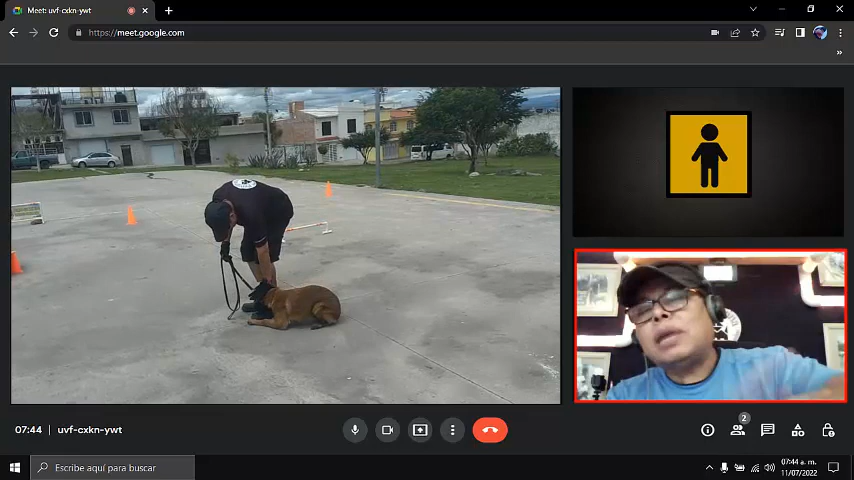 Meet: uvf-cxkn-ywt
https://meet.google.com
07:44 | uvf-cxkn-ywt
2
Escribe aquí para buscar
07:44 a. m.
11/07/2022